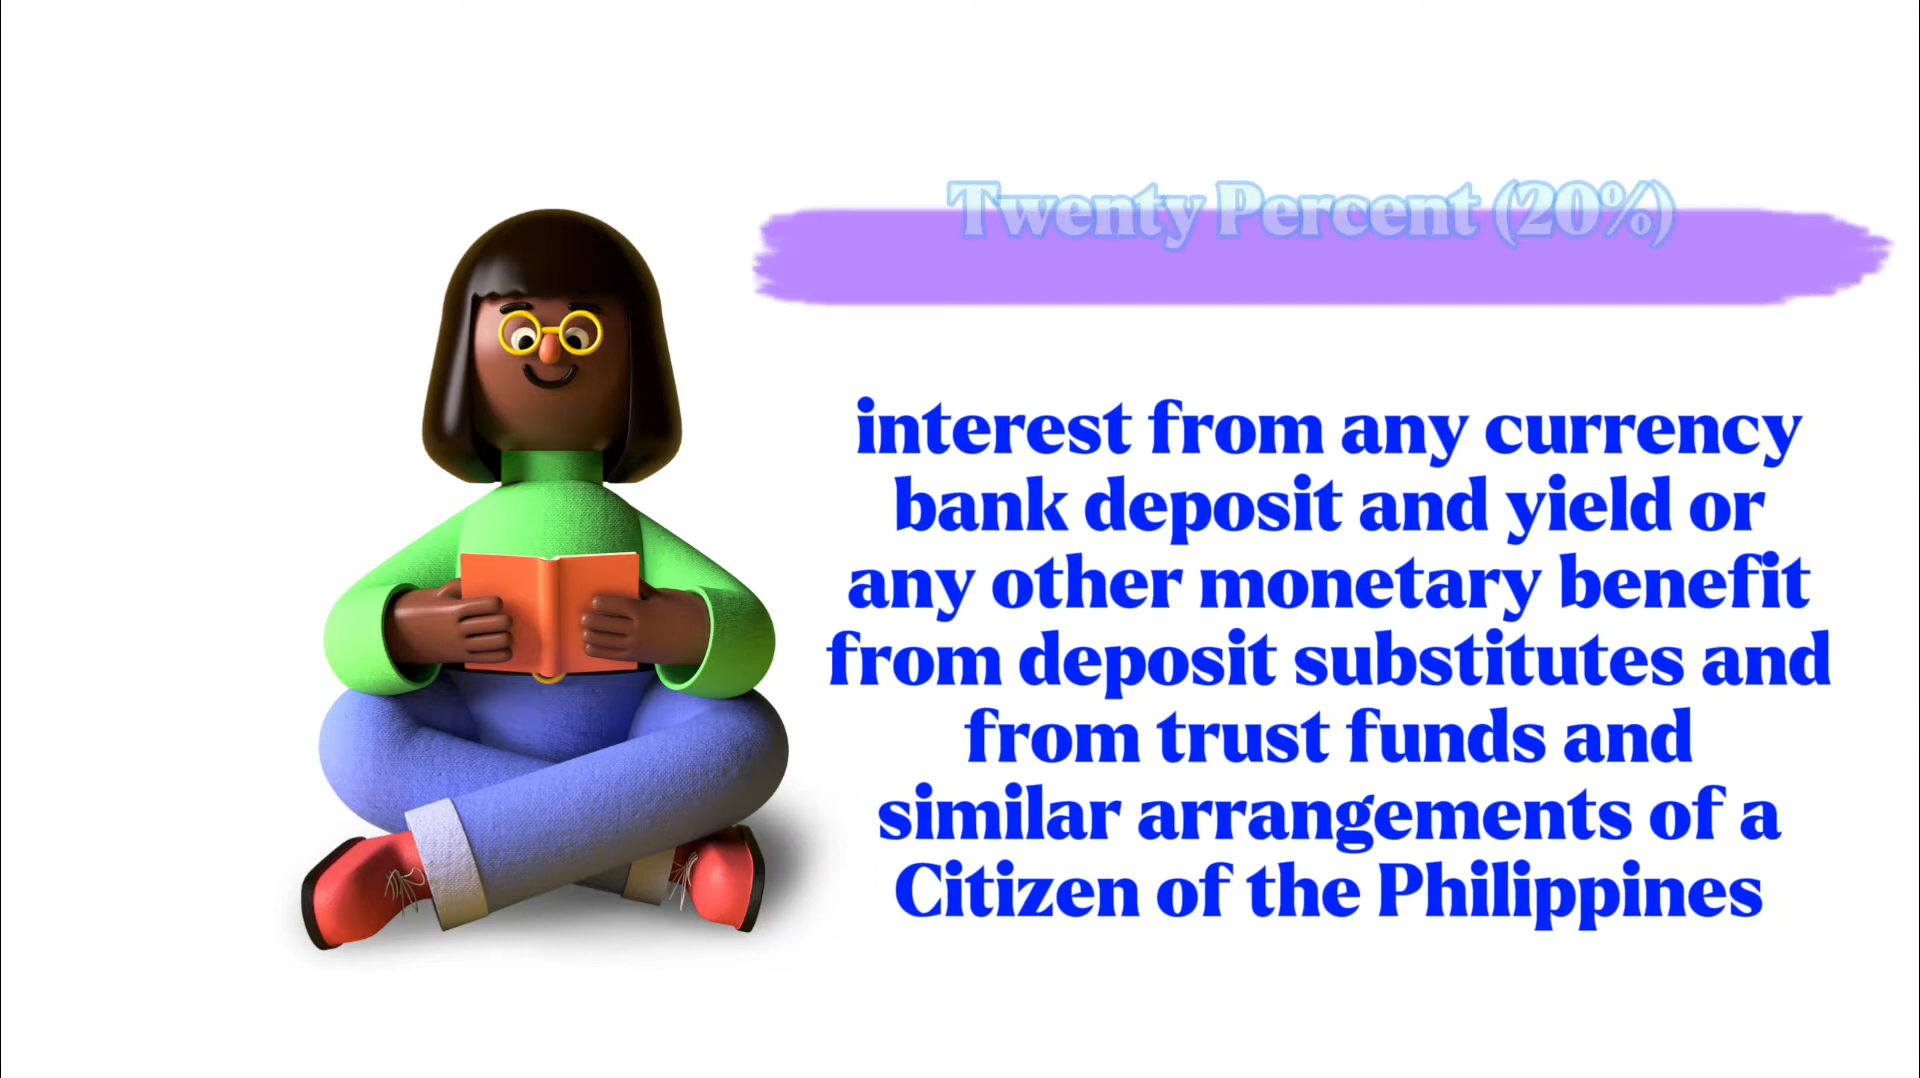 Twenty Percent (20%)
interest from any currency
bank deposit and yield or
any other monetary benefit
from deposit substitutes and
from trust funds and
similar arrangements of a
Citizen of the Philippines